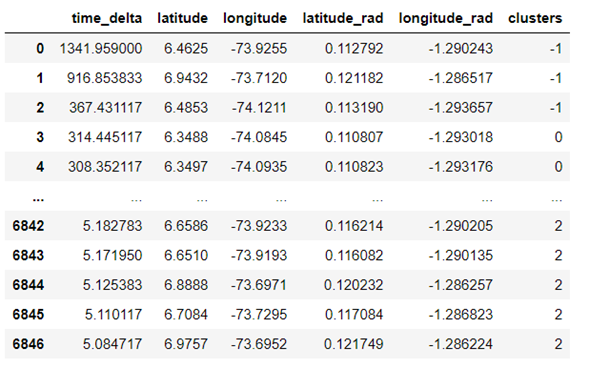 time_delta latitude longitude latitude_rad longitude_rad clusters
0 1341.959000 6.4625 -73.9255 0.112792 -1.290243 -1
1 916.853833 6.9432 -73.7120 0.121182 -1.286517 -1
2 367.431117 6.4853 -74.1211 0.113190 -1.293657 -1
3 314.445117 6.3488 -74.0845 0.110807 -1.293018 0
4 308.352117 6.3497 -74.0935 0.110823 -1.293176 0
... ... ... ... ... ... ...
6842 5.182783 6.6586 -73.9233 0.116214 -1.290205 2
6843 5.171950 6.6510 -73.9193 0.116082 -1.290135 2
6844 5.125383 6.8888 -73.6971 0.120232 -1.286257 2
6845 5.110117 6.7084 -73.7295 0.117084 -1.286823 2
6846 5.084717 6.9757 -73.6952 0.121749 -1.286224 2